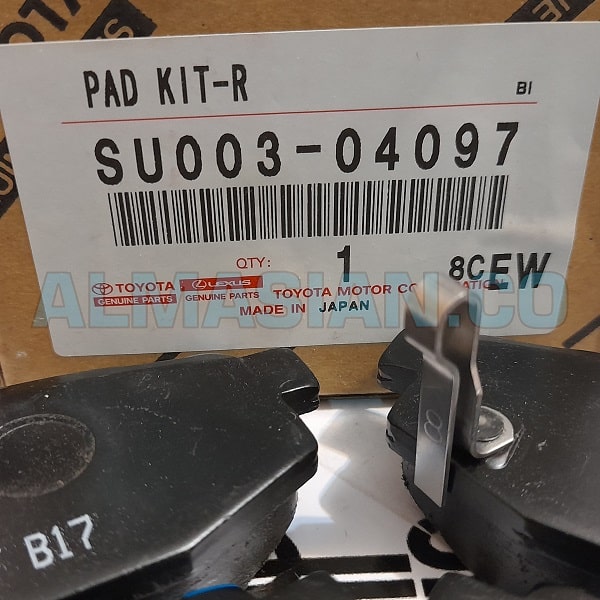 PAD KIT-R
BI
SU003-04097
QTY: 1 8CEW
TOYOTA LEXUS
GENUINE PARTS GENUINE PARTS TOYOTA MOTOR CO
MADE IN JAPAN
ALMASIAN.CO
B17
8